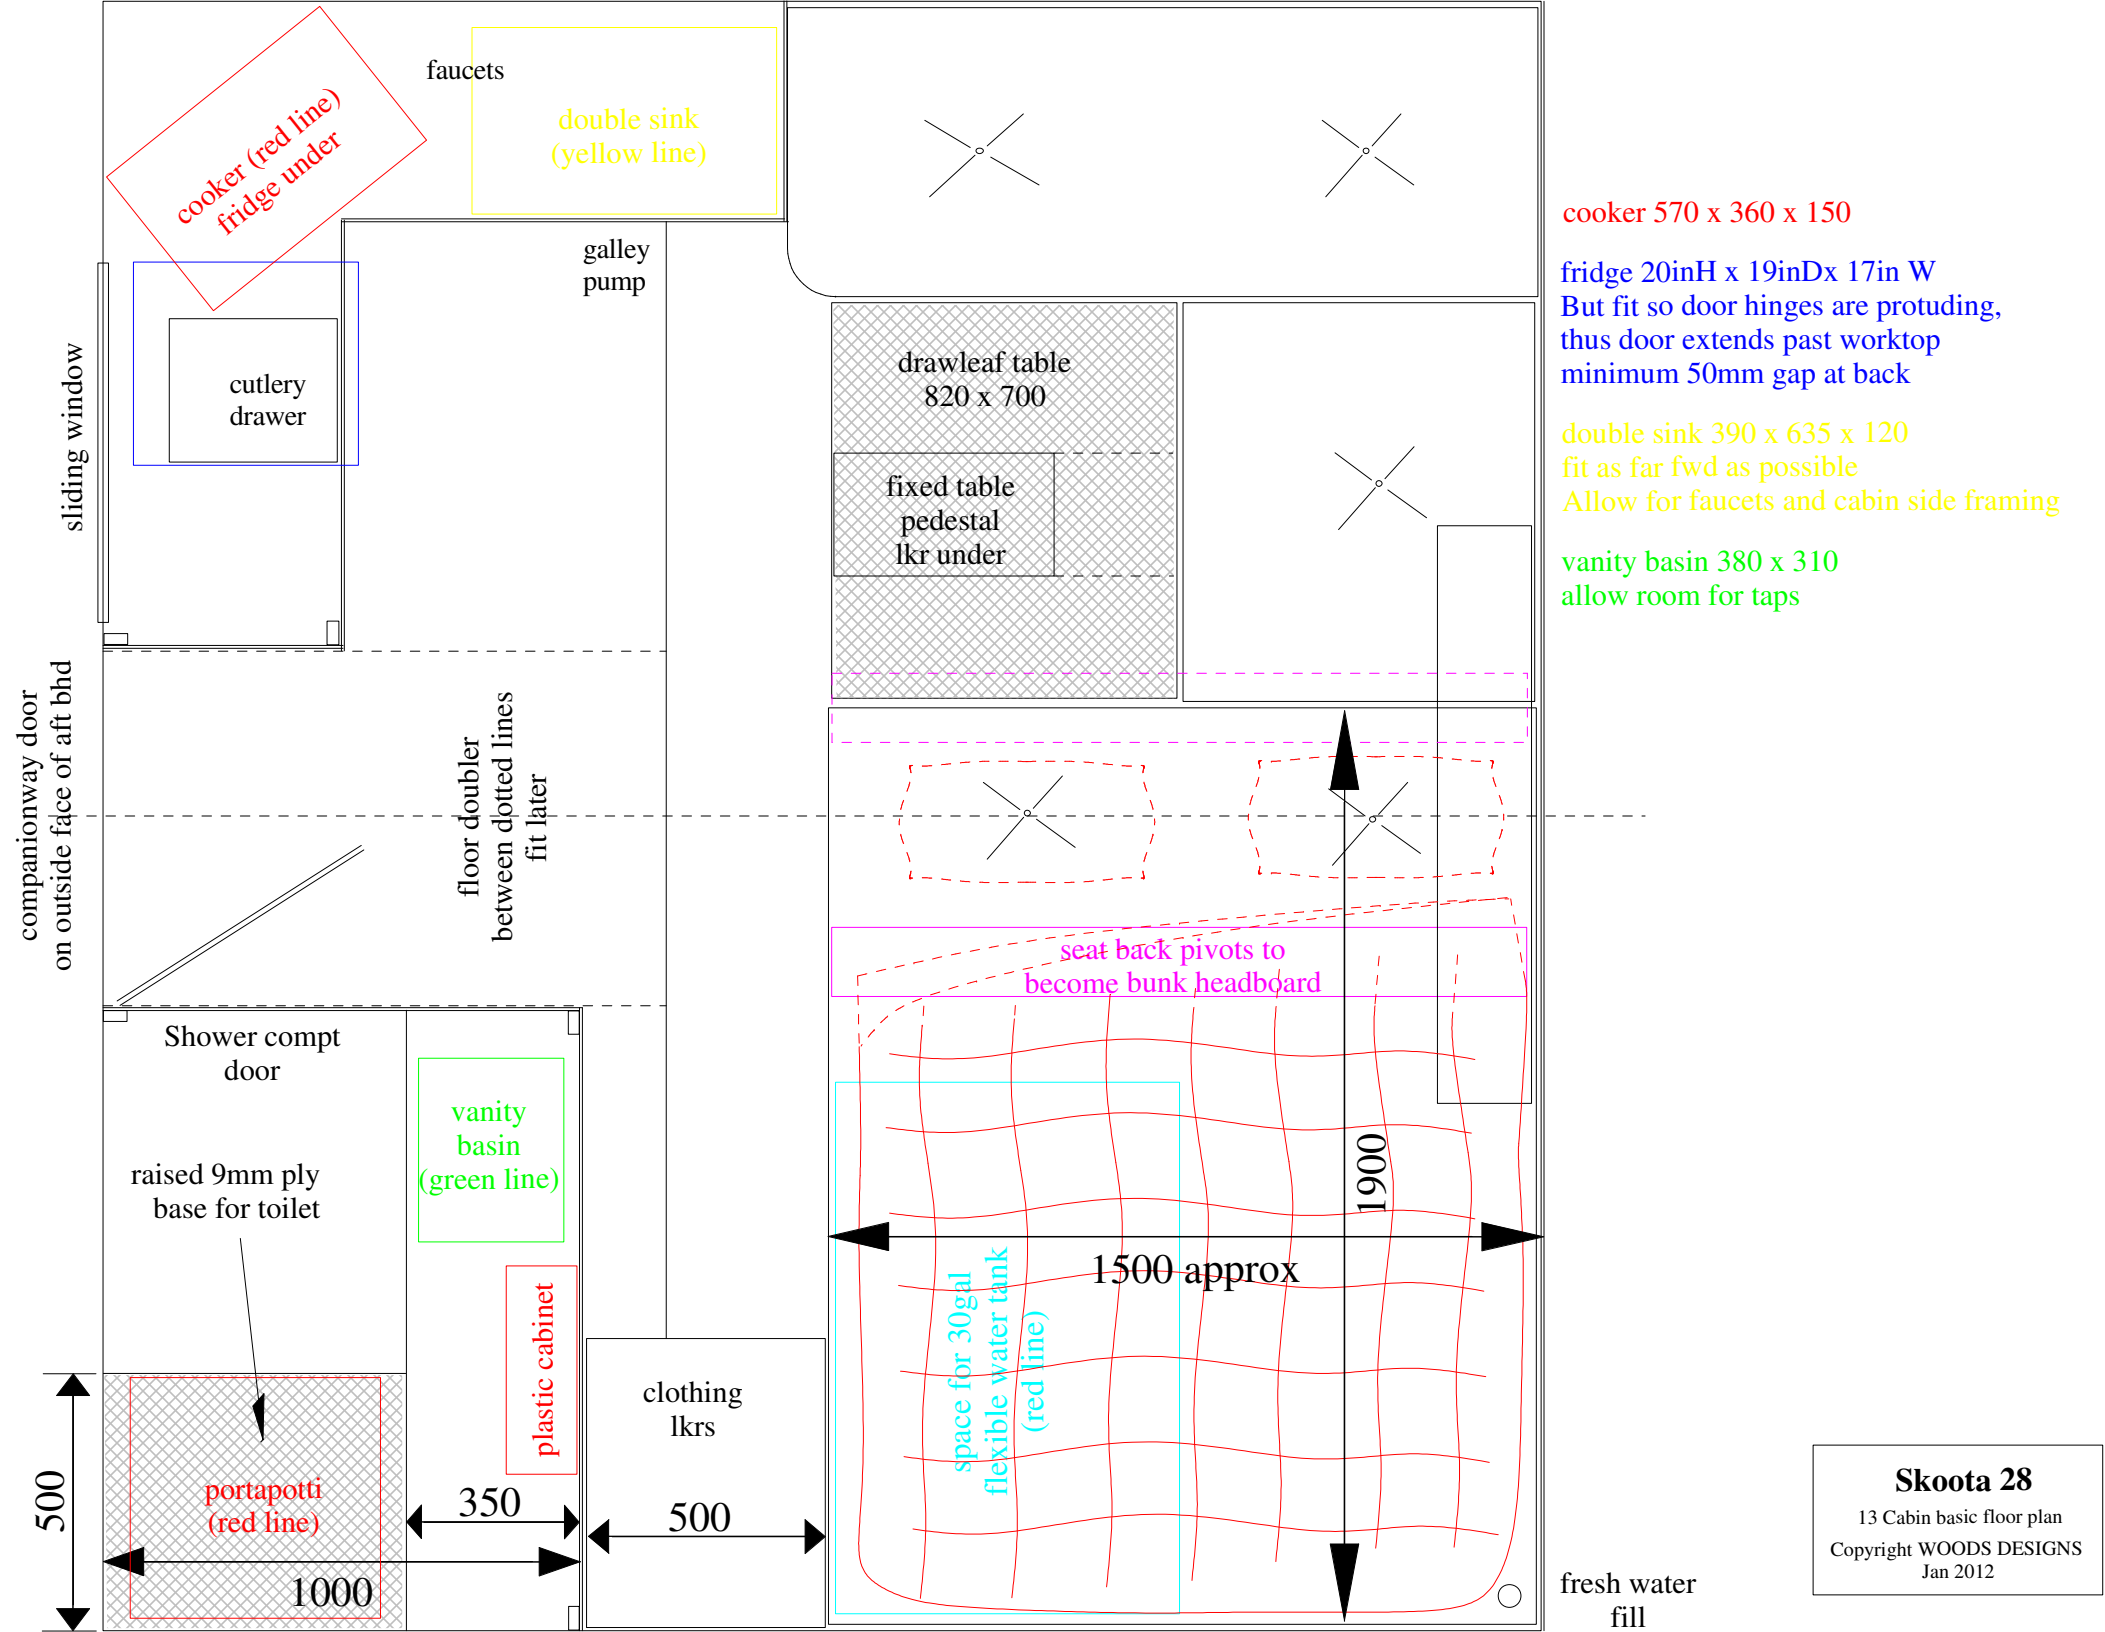 faucets
double sink
(yellow line)
cooker (red line)
fridge under
galley
pump
cutlery
drawer
sliding window
drawleaf table
820 x 700
fixed table
pedestal
lkr under
cooker 570 x 360 x 150
fridge 20inH x 19inDx 17in W
But fit so door hinges are protuding,
thus door extends past worktop
minimum 50mm gap at back
double sink 390 x 635 x 120
fit as far fwd as possible
Allow for faucets and cabin side framing
vanity basin 380 x 310
allow room for taps
companionway door
on outside face of aft bhd
floor doubler
between dotted lines
fit later
seat back pivots to
become bunk headboard
Shower compt
door
vanity
basin
(green line)
raised 9mm ply
base for toilet
1900
1500 approx
space for 30gal
flexible water tank
(red line)
plastic cabinet
clothing
lkrs
portapotti
(red line)
500
350
500
1000
fresh water
fill
Skoota 28
13 Cabin basic floor plan
Copyright WOODS DESIGNS
Jan 2012